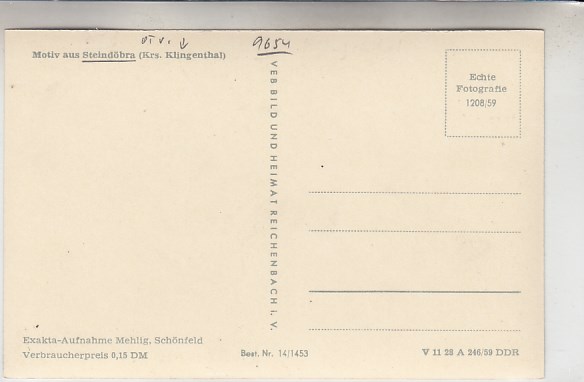 9654
Motiv aus Steindöbra (Krs. Klingenthal)
VEB BILD UND HEIMAT REICHENBACH I. V.
Echte
Fotografie
1208/59
Exakta-Aufnahme Mehlig, Schönfeld
Verbraucherpreis 0,15 DM
Best. Nr. 14/1453
V 11 28 A 246/59 DDR